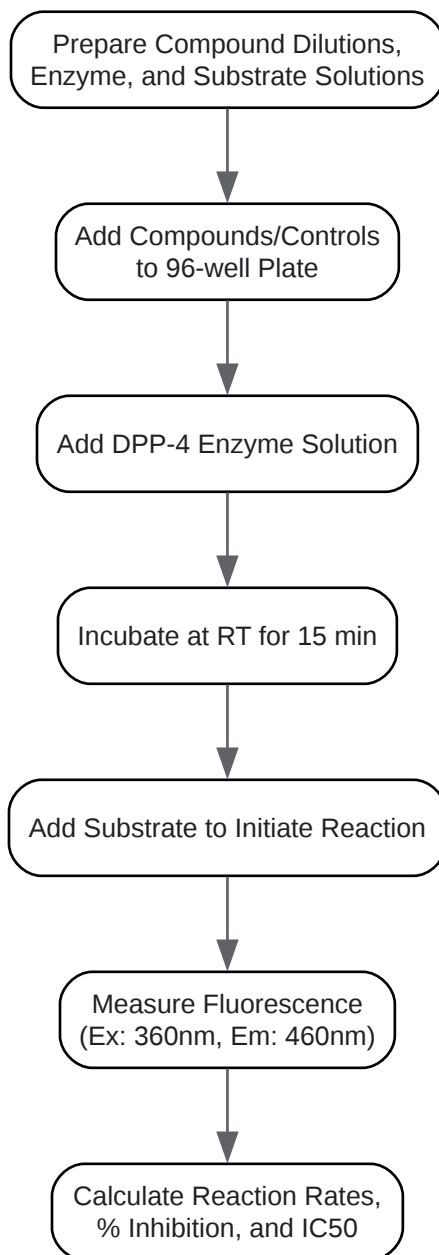 Prepare Compound Dilutions,
Enzyme, and Substrate Solutions
Add Compounds/Controls
to 96-well Plate
Add DPP-4 Enzyme Solution
Incubate at RT for 15 min
Add Substrate to Initiate Reaction
Measure Fluorescence
(Ex: 360nm, Em: 460nm)
Calculate Reaction Rates,
% Inhibition, and IC50